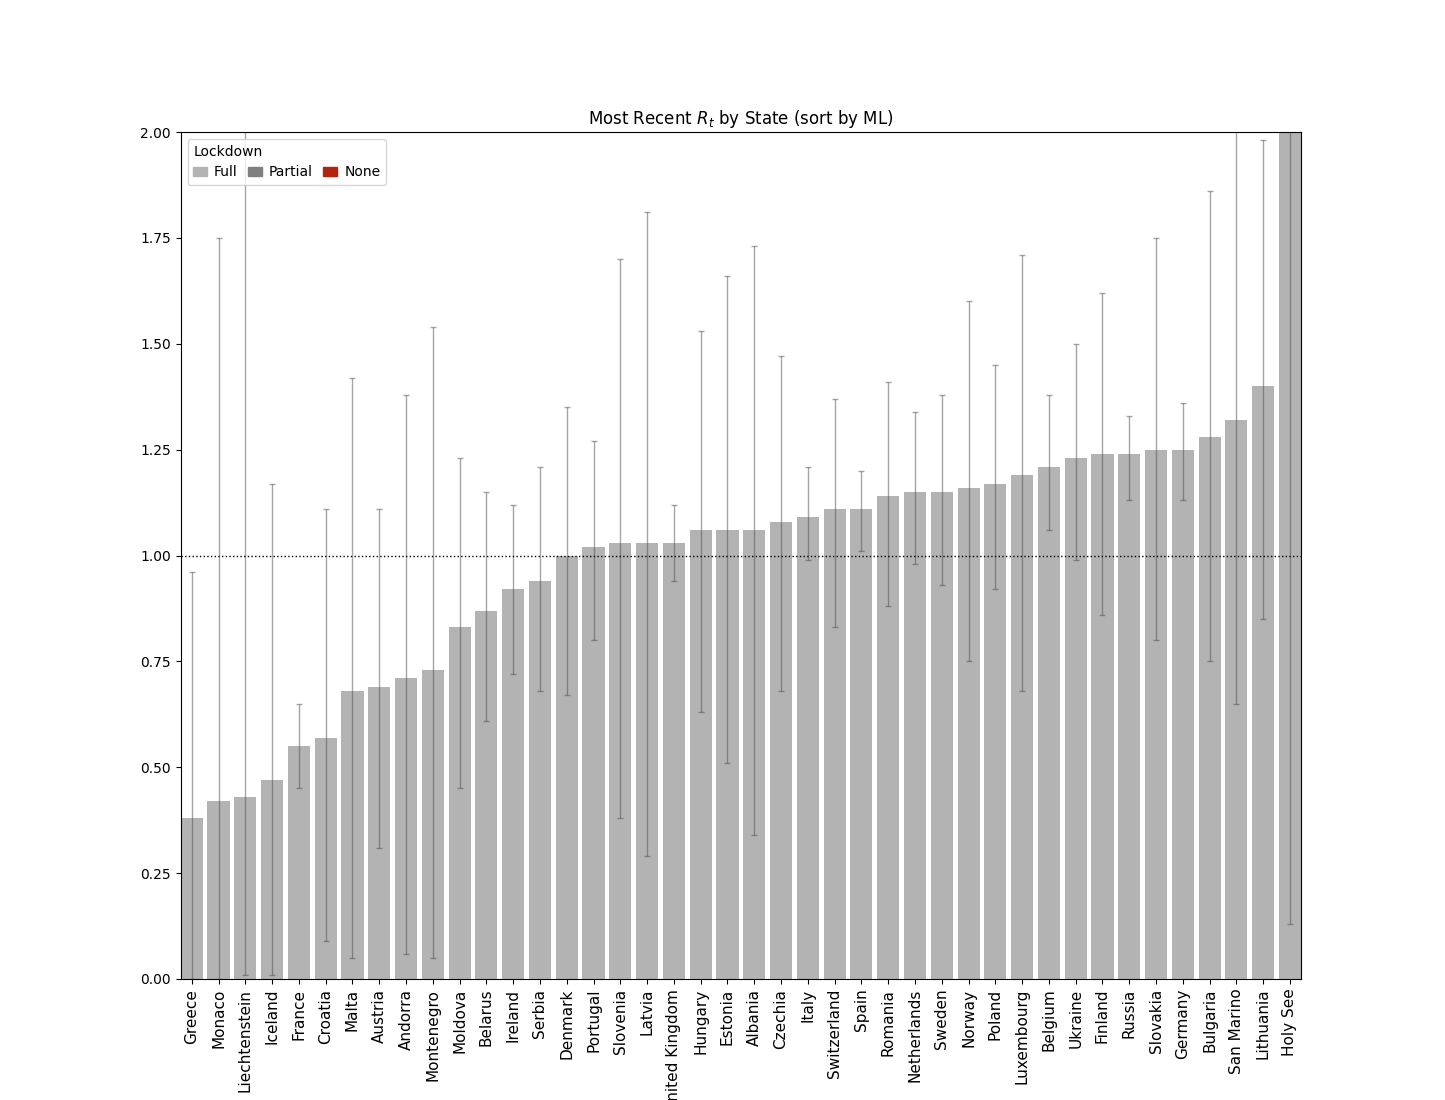 Most Recent Rt by State (sort by ML)
Lockdown
Full Partial None
2.00
1.75
1.50
1.25
1.00
0.75
0.50
0.25
0.00
Greece
Monaco
Liechtenstein
Iceland
France
Croatia
Malta
Austria
Andorra
Montenegro
Moldova
Belarus
Ireland
Serbia
Denmark
Portugal
Slovenia
Latvia
nited Kingdom
Hungary
Estonia
Albania
Czechia
Italy
Switzerland
Spain
Romania
Netherlands
Sweden
Norway
Poland
Luxembourg
Belgium
Ukraine
Finland
Russia
Slovakia
Germany
Bulgaria
San Marino
Lithuania
Holy See